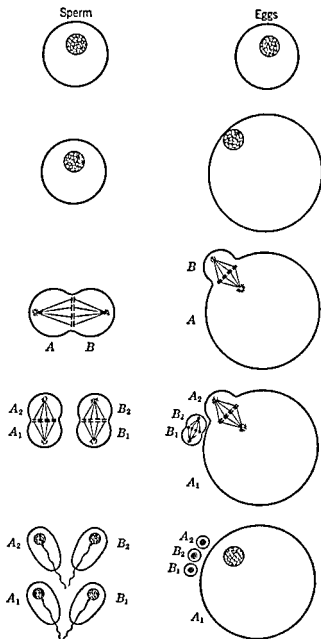 Sperm Eggs
B
A
A B
A₂ B₂ A₂
B₂
B₁
A₁ B₁
A₁
A₂ B₂ A₂
B₂
B₁
A₁ B₁ A₁